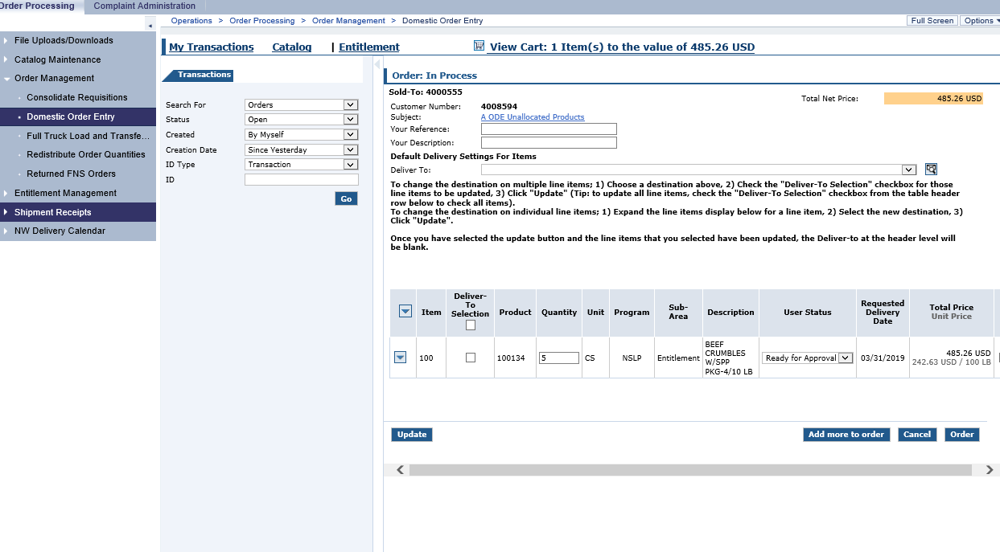 Order Processing
Complaint Administration
Operations > Order Processing > Order Management > Domestic Order Entry
Full Screen
Options
File Uploads/Downloads
Catalog Maintenance
Order Management
Consolidate Requisitions
Domestic Order Entry
Full Truck Load and Transfe...
Redistribute Order Quantities
Returned FNS Orders
Entitlement Management
Shipment Receipts
NW Delivery Calendar
My Transactions
Catalog
| Entitlement
View Cart: 1 Item(s) to the value of 485.26 USD
Transactions
Search For Orders
Status Open
Created By Myself
Creation Date Since Yesterday
ID Type Transaction
ID
Go
Order: In Process
Sold-To: 4000555
Total Net Price: 485.26 USD
Customer Number: 4008594
Subject: A ODE Unallocated Products
Your Reference:
Your Description:
Default Delivery Settings For Items
Deliver To:
To change the destination on multiple line items; 1) Choose a destination above, 2) Check the "Deliver-To Selection" checkbox for those
line items to be updated, 3) Click "Update" (Tip: to update all line items, check the "Deliver-To Selection" checkbox from the table header
row below to check all items).
To change the destination on individual line items; 1) Expand the line items display below for a line item, 2) Select the new destination, 3)
Click "Update".
Once you have selected the update button and the line items that you selected have been updated, the Deliver-to at the header level will
be blank.
Item
Deliver-
To
Selection
Product
Quantity
Unit
Program
Sub-
Area
Description
User Status
Requested
Delivery
Date
Total Price
Unit Price
100
100134
5
CS
NSLP
Entitlement
BEEF
CRUMBLES
W/SPP
PKG-4/10 LB
Ready for Approval
03/31/2019
485.26 USD
242.63 USD / 100 LB
Update
Add more to order
Cancel
Order